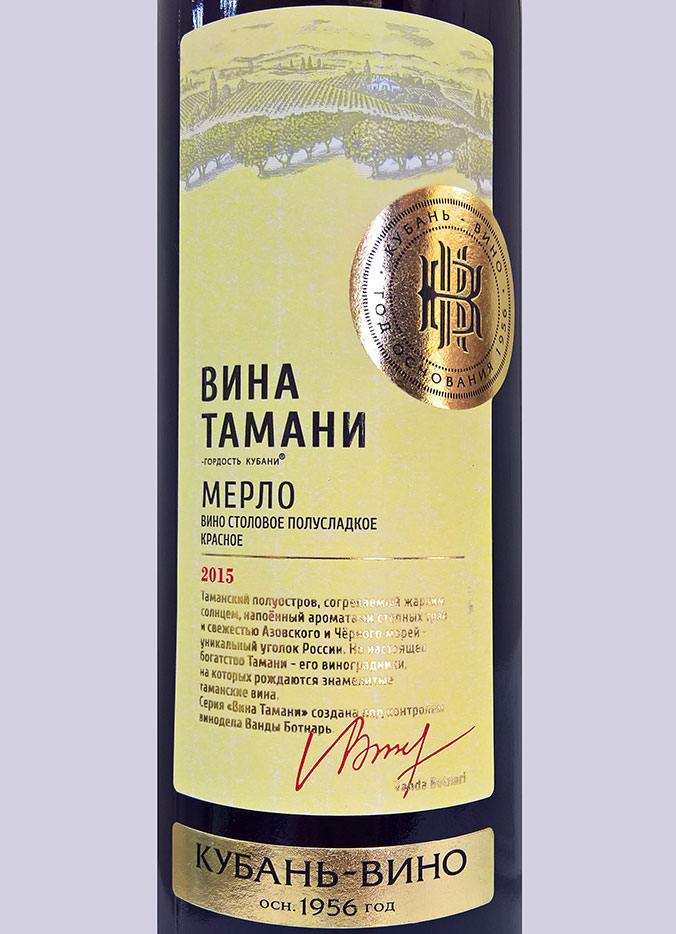 КУБАНЬ - ВИНО - ГОД ОСНОВАНИЯ 1956
ВИНА
ТАМАНИ
-ГОРДОСТЬ КУБАНИ®
МЕРЛО
ВИНО СТОЛОВОЕ ПОЛУСЛАДКОЕ
КРАСНОЕ
2015
Таманский полуостров, согреваемый жарким
солнцем, напоённый ароматами степных трав
и свежестью Азовского и Чёрного морей -
уникальный уголок России. Но настоящее
богатство Тамани - его виноградники,
на которых рождаются знаменитые
таманские вина.
Серия «Вина Тамани» создана под контролем
винодела Ванды Ботнарь
Vanda Botnari
КУБАНЬ-ВИНО
ОСН. 1956 ГОД